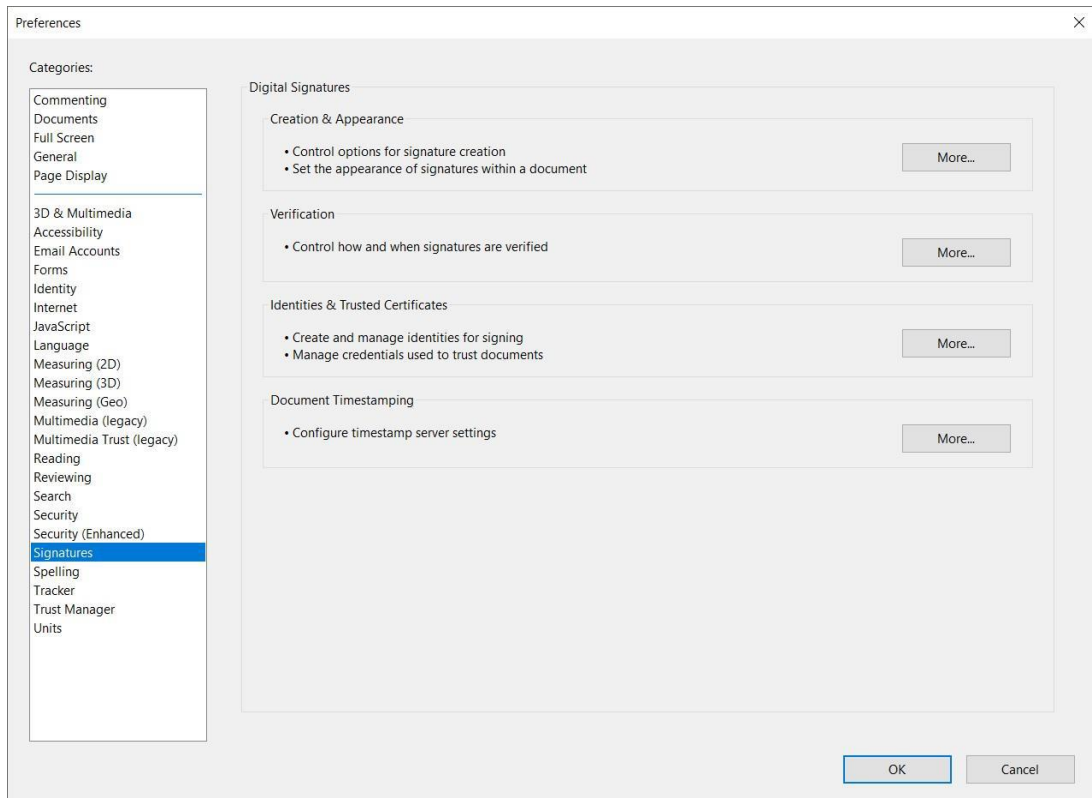 Preferences
Categories:
Commenting
Documents
Full Screen
General
Page Display
3D & Multimedia
Accessibility
Email Accounts
Forms
Identity
Internet
JavaScript
Language
Measuring (2D)
Measuring (3D)
Measuring (Geo)
Multimedia (legacy)
Multimedia Trust (legacy)
Reading
Reviewing
Search
Security
Security (Enhanced)
Signatures
Spelling
Tracker
Trust Manager
Units
Digital Signatures
Creation & Appearance
• Control options for signature creation
• Set the appearance of signatures within a document
More...
Verification
• Control how and when signatures are verified
More...
Identities & Trusted Certificates
• Create and manage identities for signing
• Manage credentials used to trust documents
More...
Document Timestamping
• Configure timestamp server settings
More...
OK
Cancel